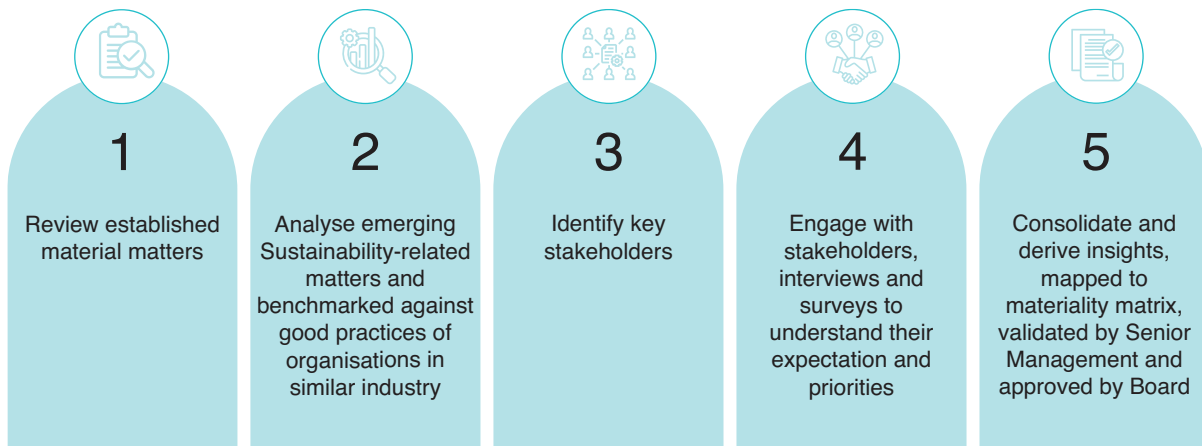 1
Review established
material matters
2
Analyse emerging
Sustainability-related
matters and
benchmarked against
good practices of
organisations in
similar industry
3
Identify key
stakeholders
4
Engage with
stakeholders,
interviews and
surveys to
understand their
expectation and
priorities
5
Consolidate and
derive insights,
mapped to
materiality matrix,
validated by Senior
Management and
approved by Board